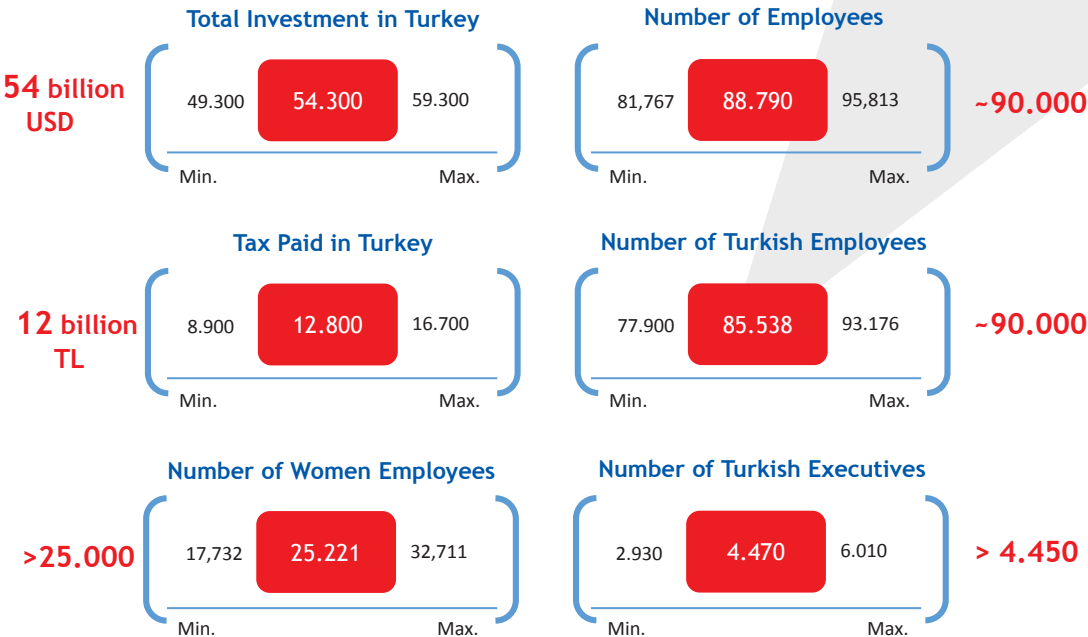 Total Investment in Turkey
54 billion
USD
49.300
54.300
59.300
Min.
Max.
Number of Employees
81,767
88.790
95,813
~90.000
Min.
Max.
Tax Paid in Turkey
12 billion
TL
8.900
12.800
16.700
Min.
Max.
Number of Turkish Employees
77.900
85.538
93.176
~90.000
Min.
Max.
Number of Women Employees
>25.000
17,732
25.221
32,711
Min.
Max.
Number of Turkish Executives
2.930
4.470
6.010
> 4.450
Min.
Max.